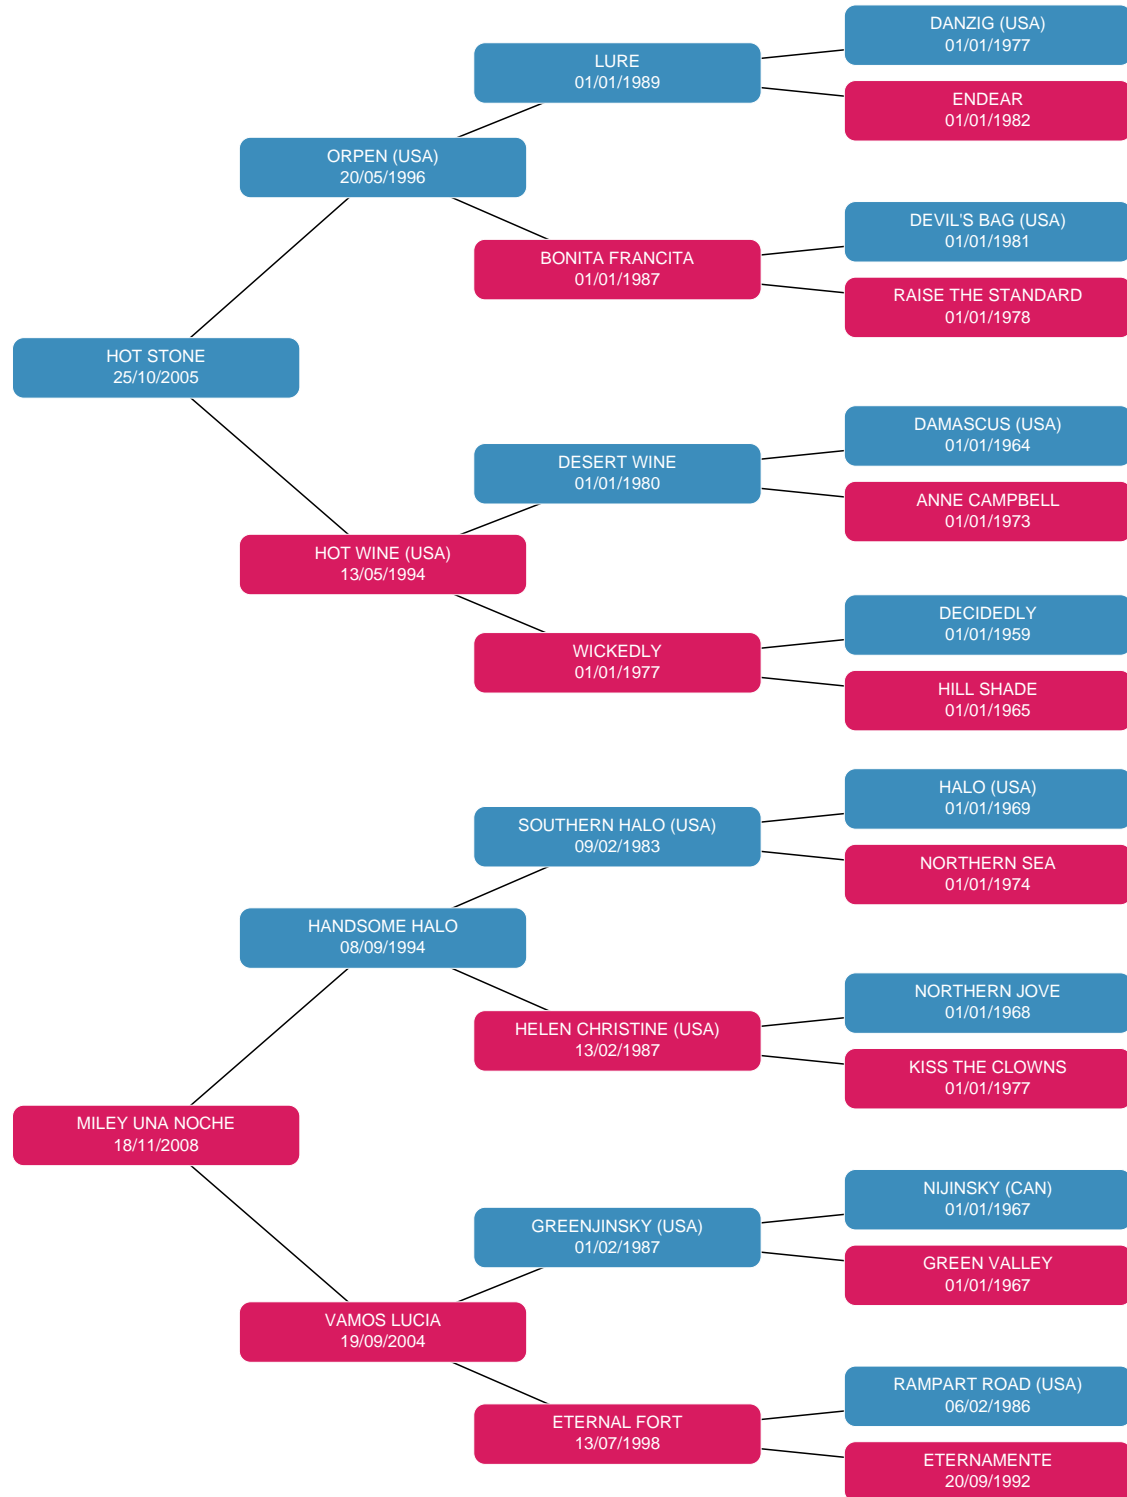 DANZIG (USA)
01/01/1977
LURE
01/01/1989
ENDEAR
01/01/1982
ORPEN (USA)
20/05/1996
DEVIL'S BAG (USA)
01/01/1981
BONITA FRANCITA
01/01/1987
RAISE THE STANDARD
01/01/1978
HOT STONE
25/10/2005
DAMASCUS (USA)
01/01/1964
DESERT WINE
01/01/1980
ANNE CAMPBELL
01/01/1973
HOT WINE (USA)
13/05/1994
DECIDEDLY
01/01/1959
WICKEDLY
01/01/1977
HILL SHADE
01/01/1965
HALO (USA)
01/01/1969
SOUTHERN HALO (USA)
09/02/1983
NORTHERN SEA
01/01/1974
HANDSOME HALO
08/09/1994
NORTHERN JOVE
01/01/1968
HELEN CHRISTINE (USA)
13/02/1987
KISS THE CLOWNS
01/01/1977
MILEY UNA NOCHE
18/11/2008
NIJINSKY (CAN)
01/01/1967
GREENJINSKY (USA)
01/02/1987
GREEN VALLEY
01/01/1967
VAMOS LUCIA
19/09/2004
RAMPART ROAD (USA)
06/02/1986
ETERNAL FORT
13/07/1998
ETERNAMENTE
20/09/1992